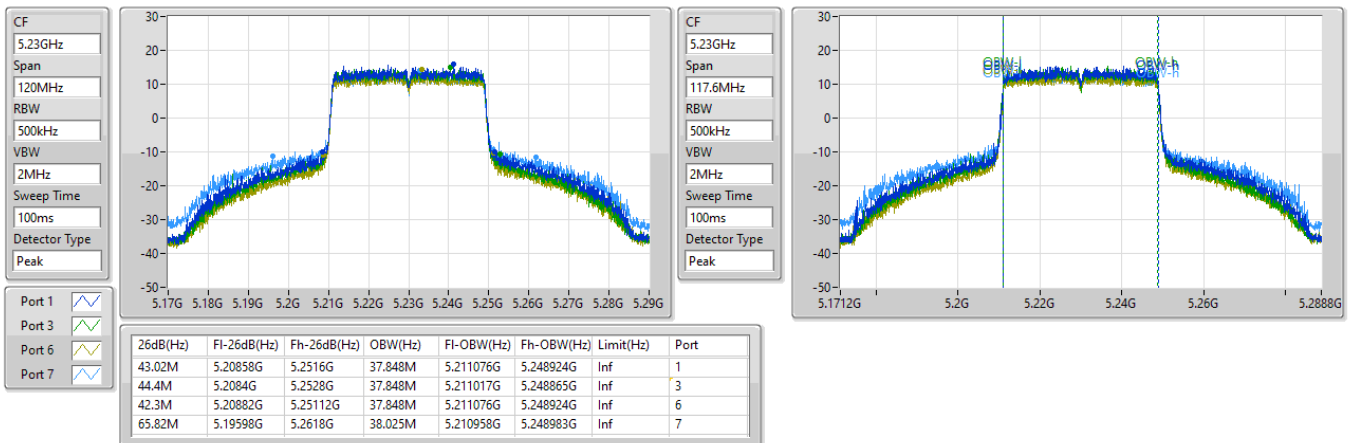 CF
5.23GHz
Span
120MHz
RBW
500kHz
VBW
2MHz
Sweep Time
100ms
Detector Type
Peak
30
20
10
0
-10
-20
-30
-40
-50
5.17G 5.18G 5.19G 5.2G 5.21G 5.22G 5.23G 5.24G 5.25G 5.26G 5.27G 5.28G 5.29G
CF
5.23GHz
Span
117.6MHz
RBW
500kHz
VBW
2MHz
Sweep Time
100ms
Detector Type
Peak
30
20
10
0
-10
-20
-30
-40
-50
OBW-l OBW-h
5.1712G 5.2G 5.22G 5.24G 5.26G 5.2888G
Port 1
Port 3
Port 6
Port 7
26dB(Hz) Fl-26dB(Hz) Fh-26dB(Hz) OBW(Hz) Fl-OBW(Hz) Fh-OBW(Hz) Limit(Hz) Port
43.02M 5.20858G 5.2516G 37.848M 5.211076G 5.248924G Inf 1
44.4M 5.2084G 5.2528G 37.848M 5.211017G 5.248865G Inf 3
42.3M 5.20882G 5.25112G 37.848M 5.211076G 5.248924G Inf 6
65.82M 5.19598G 5.2618G 38.025M 5.210958G 5.248983G Inf 7